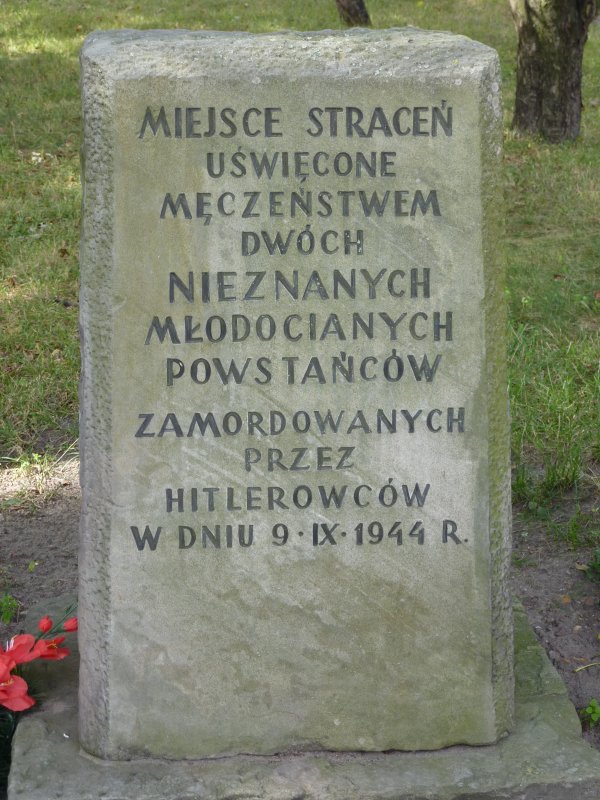 MIEJSCE STRACEŃ
UŚWIĘCONE
MĘCZEŃSTWEM
DWÓCH
NIEZNANYCH
MŁODOCIANYCH
POWSTAŃCÓW
ZAMORDOWANYCH
PRZEZ
HITLEROWCÓW
W DNIU 9·IX·1944 R.